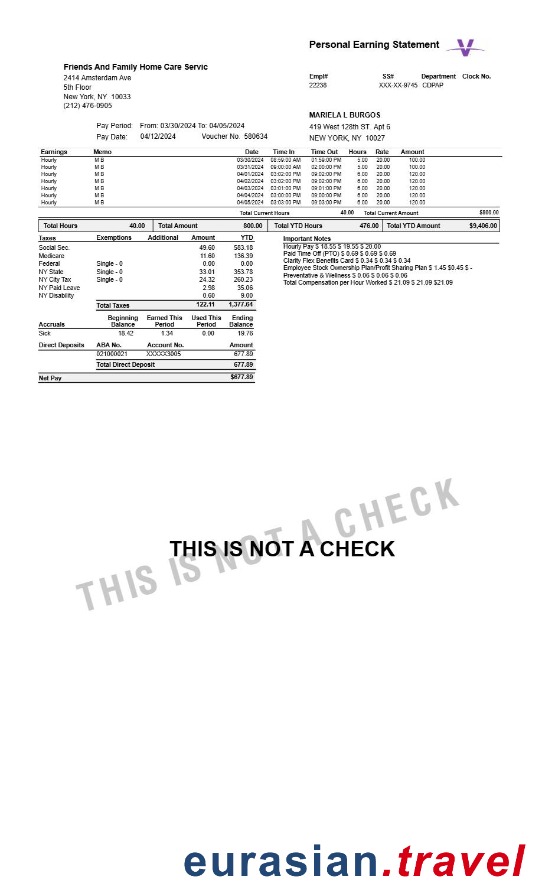 Personal Earning Statement
Friends And Family Home Care Servic
2414 Amsterdam Ave
5th Floor
New York, NY 10033
(212) 476-0905
Empl# SS# Department Clock No.
22238 XXX-XX-9745 CDPAP
MARIELA L BURGOS
419 West 128th ST. Apt 6
NEW YORK, NY 10027
Pay Period: From: 03/30/2024 To: 04/05/2024
Pay Date: 04/12/2024 Voucher No. 580634
Earnings Memo Date Time In Time Out Hours Rate Amount
Hourly M B 03/30/2024 08:59:00 AM 01:59:00 PM 5.00 20.00 100.00
Hourly M B 03/31/2024 09:00:00 AM 02:00:00 PM 5.00 20.00 100.00
Hourly M B 04/01/2024 03:02:00 PM 09:02:00 PM 6.00 20.00 120.00
Hourly M B 04/02/2024 03:02:00 PM 09:02:00 PM 6.00 20.00 120.00
Hourly M B 04/03/2024 03:01:00 PM 09:01:00 PM 6.00 20.00 120.00
Hourly M B 04/04/2024 03:00:00 PM 09:00:00 PM 6.00 20.00 120.00
Hourly M B 04/05/2024 03:03:00 PM 09:03:00 PM 6.00 20.00 120.00
Total Current Hours 40.00 Total Current Amount $800.00
Total Hours 40.00 Total Amount 800.00 Total YTD Hours 476.00 Total YTD Amount $9,406.00
Taxes Exemptions Additional Amount YTD
Social Sec. 49.60 583.18
Medicare 11.60 136.39
Federal Single - 0 0.00 0.00
NY State Single - 0 33.01 353.78
NY City Tax Single - 0 24.32 260.23
NY Paid Leave 2.98 35.06
NY Disability 0.60 9.00
Total Taxes 122.11 1,377.64
Important Notes
Hourly Pay $ 18.55 $ 19.55 $ 20.00
Paid Time Off (PTO) $ 0.69 $ 0.69 $ 0.69
Clarity Flex Benefits Card $ 0.34 $ 0.34 $ 0.34
Employee Stock Ownership Plan/Profit Sharing Plan $ 1.45 $0.45 $ -
Preventative & Wellness $ 0.06 $ 0.06 $ 0.06
Total Compensation per Hour Worked $ 21.09 $ 21.09 $21.09
Accruals Beginning Balance Earned This Period Used This Period Ending Balance
Sick 18.42 1.34 0.00 19.76
Direct Deposits ABA No. Account No. Amount
021000021 XXXXX3005 677.89
Total Direct Deposit 677.89
Net Pay $677.89
THIS IS NOT A CHECK
THIS IS NOT A CHECK
eurasian.travel